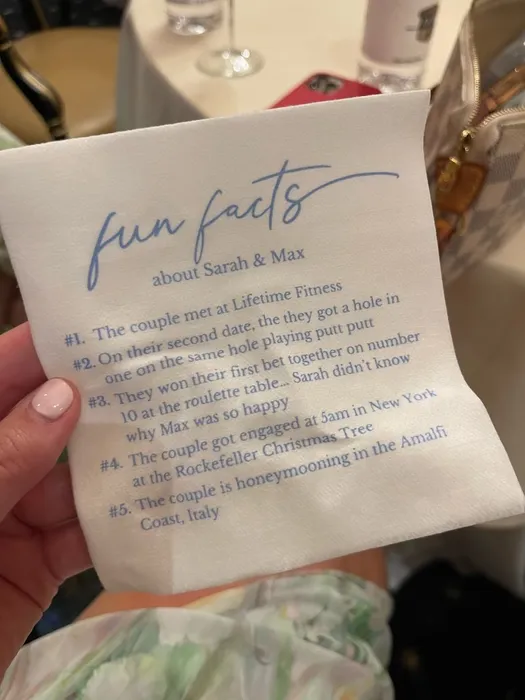 fun facts
about Sarah & Max
#1. The couple met at Lifetime Fitness
#2. On their second date, the they got a hole in
one on the same hole playing putt putt
#3. They won their first bet together on number
10 at the roulette table... Sarah didn't know
why Max was so happy
#4. The couple got engaged at 5am in New York
at the Rockefeller Christmas Tree
#5. The couple is honeymooning in the Amalfi
Coast, Italy